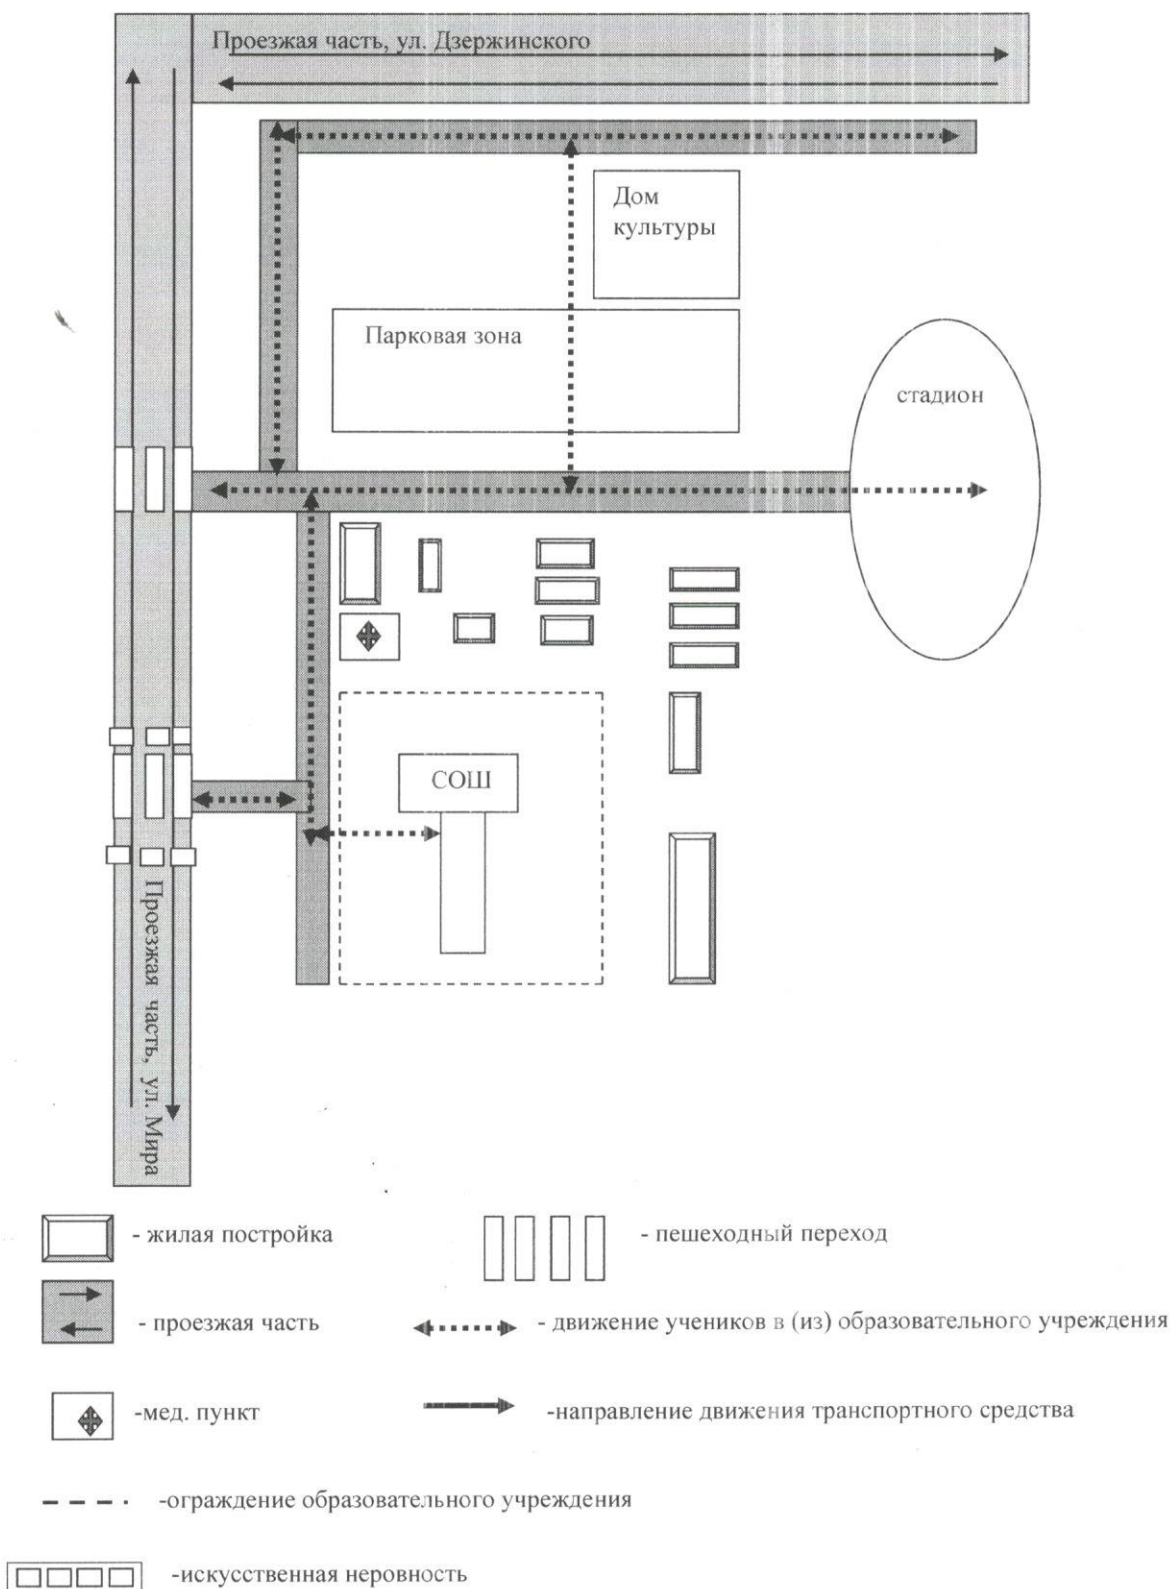 Проезжая часть, ул. Дзержинского
Дом
культуры
Парковая зона
стадион
СОШ
Проезжая часть, ул. Мира
- жилая постройка
- пешеходный переход
- проезжая часть
- движение учеников в (из) образовательного учреждения
-мед. пункт
-направление движения транспортного средства
-ограждение образовательного учреждения
-искусственная неровность